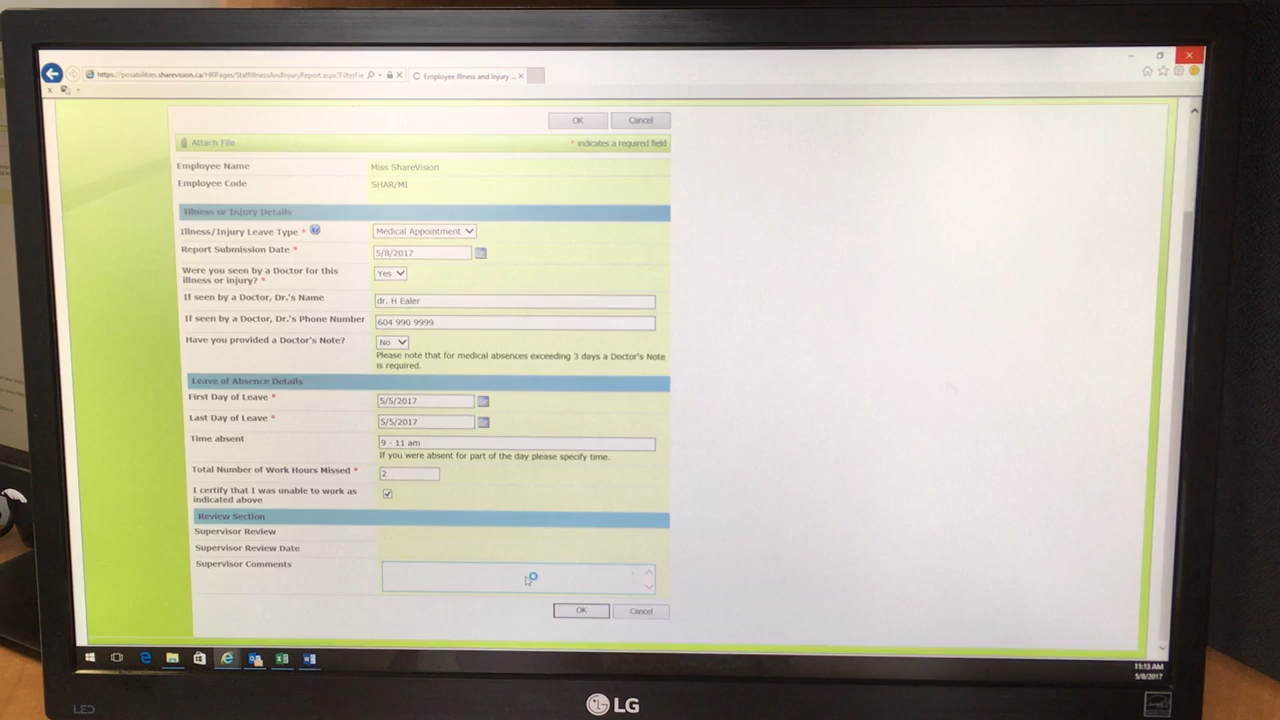 https://posabilities.sharevision.ca/HRPages/StaffIllnessAndInjuryReport.aspx?FilterFie
Employee Illness and Injury ...
OK Cancel
Attach File * indicates a required field
Employee Name Miss ShareVision
Employee Code SHAR/MI
Illness or Injury Details
Illness/Injury Leave Type * Medical Appointment
Report Submission Date * 5/8/2017
Were you seen by a Doctor for this
illness or injury? * Yes
If seen by a Doctor, Dr.'s Name dr. H Ealer
If seen by a Doctor, Dr.'s Phone Number 604 990 9999
Have you provided a Doctor's Note? No
Please note that for medical absences exceeding 3 days a Doctor's Note
is required.
Leave of Absence Details
First Day of Leave * 5/5/2017
Last Day of Leave * 5/5/2017
Time absent 9 - 11 am
If you were absent for part of the day please specify time.
Total Number of Work Hours Missed * 2
I certify that I was unable to work as
indicated above
Review Section
Supervisor Review
Supervisor Review Date
Supervisor Comments
OK Cancel
11:13 AM
5/8/2017
LED
LG